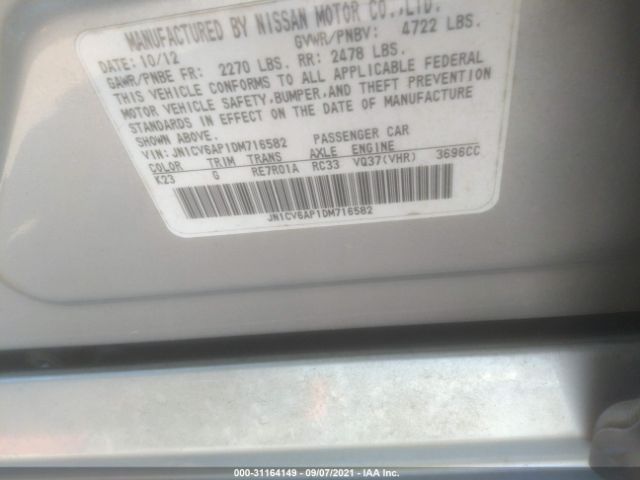 MANUFACTURED BY NISSAN MOTOR CO.,LTD.
DATE: 10/12 GVWR/PNBV: 4722 LBS.
GAWR/PNBE FR: 2270 LBS. RR: 2478 LBS.
THIS VEHICLE CONFORMS TO ALL APPLICABLE FEDERAL
MOTOR VEHICLE SAFETY, BUMPER, AND THEFT PREVENTION
STANDARDS IN EFFECT ON THE DATE OF MANUFACTURE
SHOWN ABOVE.
VIN: JN1CV6AP1DM716582 PASSENGER CAR
COLOR TRIM TRANS AXLE ENGINE
K23 G RE7R01A RC33 VQ37(VHR) 3696CC
JN1CV6AP1DM716582
000-31164149 - 09/07/2021 - IAA Inc.